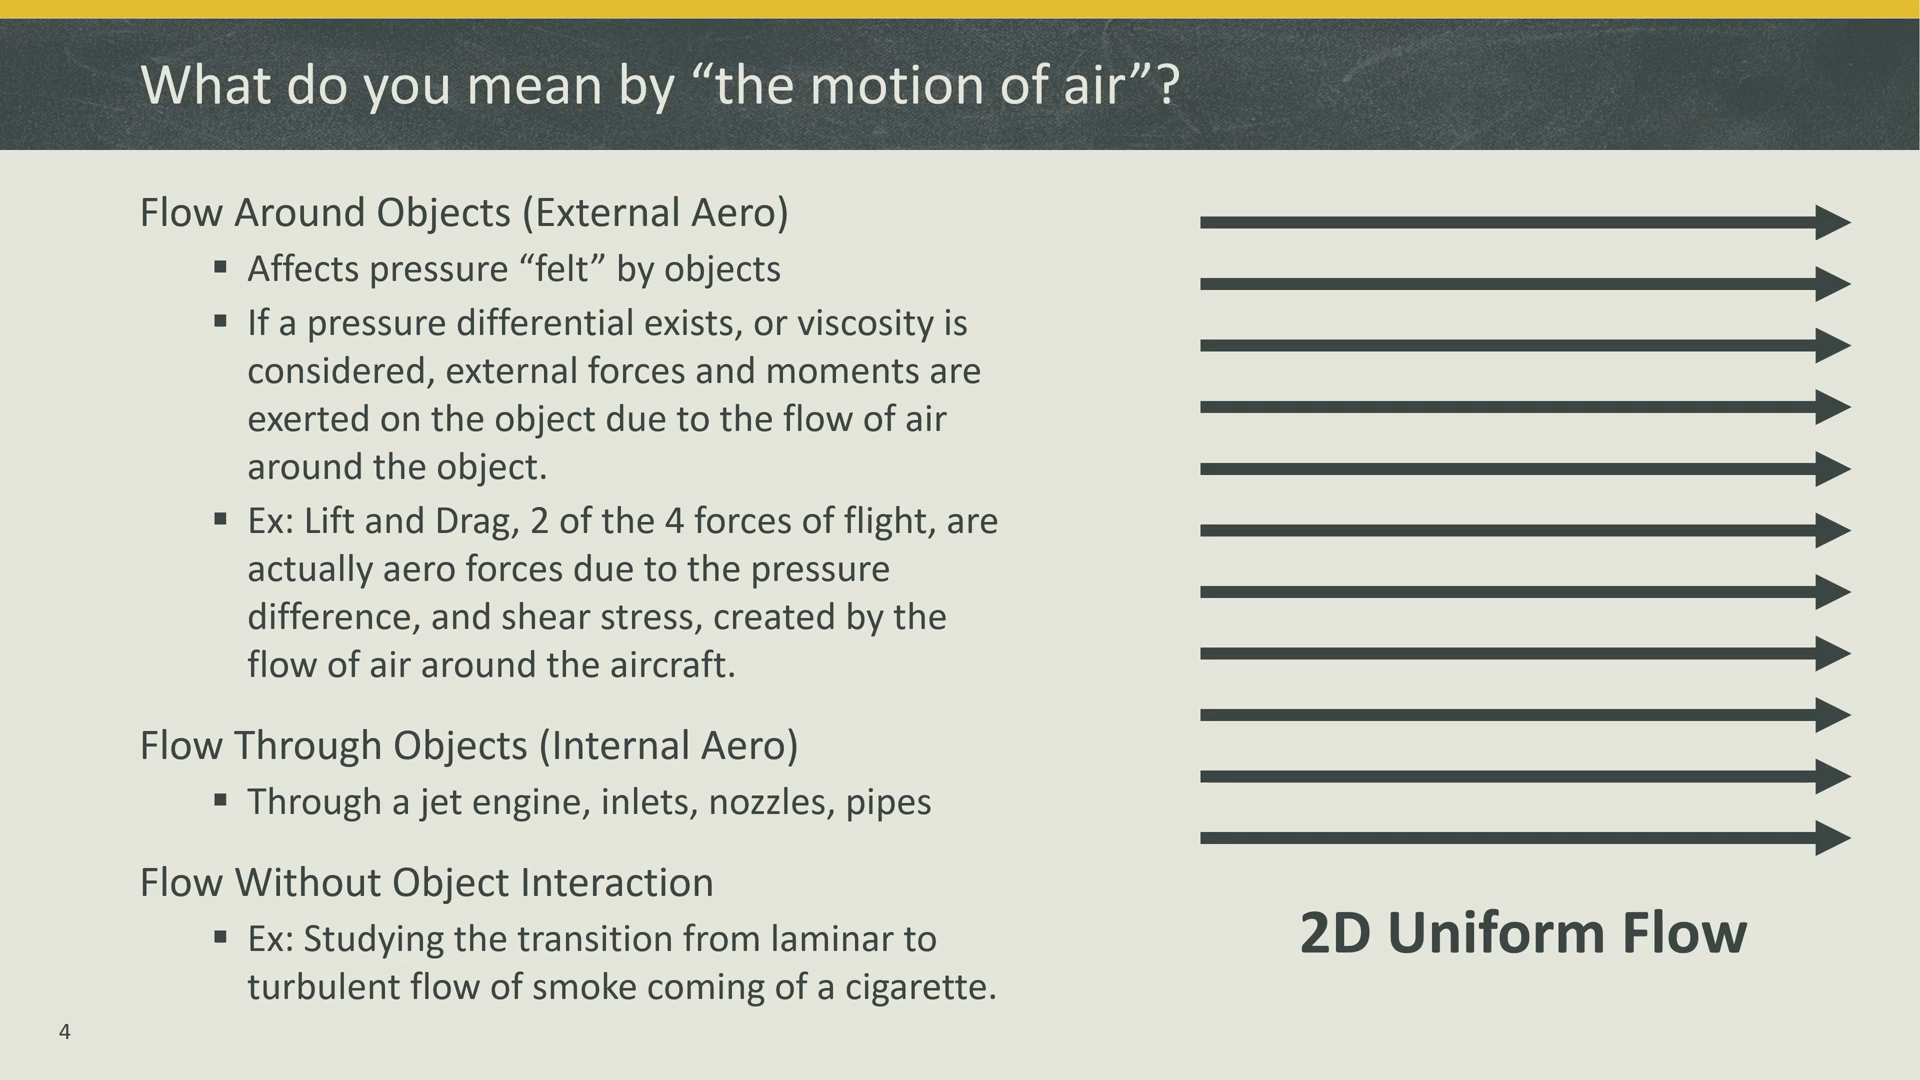 What do you mean by “the motion of air”?
Flow Around Objects (External Aero)
▪ Affects pressure “felt” by objects
▪ If a pressure differential exists, or viscosity is
considered, external forces and moments are
exerted on the object due to the flow of air
around the object.
▪ Ex: Lift and Drag, 2 of the 4 forces of flight, are
actually aero forces due to the pressure
difference, and shear stress, created by the
flow of air around the aircraft.
Flow Through Objects (Internal Aero)
▪ Through a jet engine, inlets, nozzles, pipes
Flow Without Object Interaction
▪ Ex: Studying the transition from laminar to
turbulent flow of smoke coming of a cigarette.
2D Uniform Flow
4